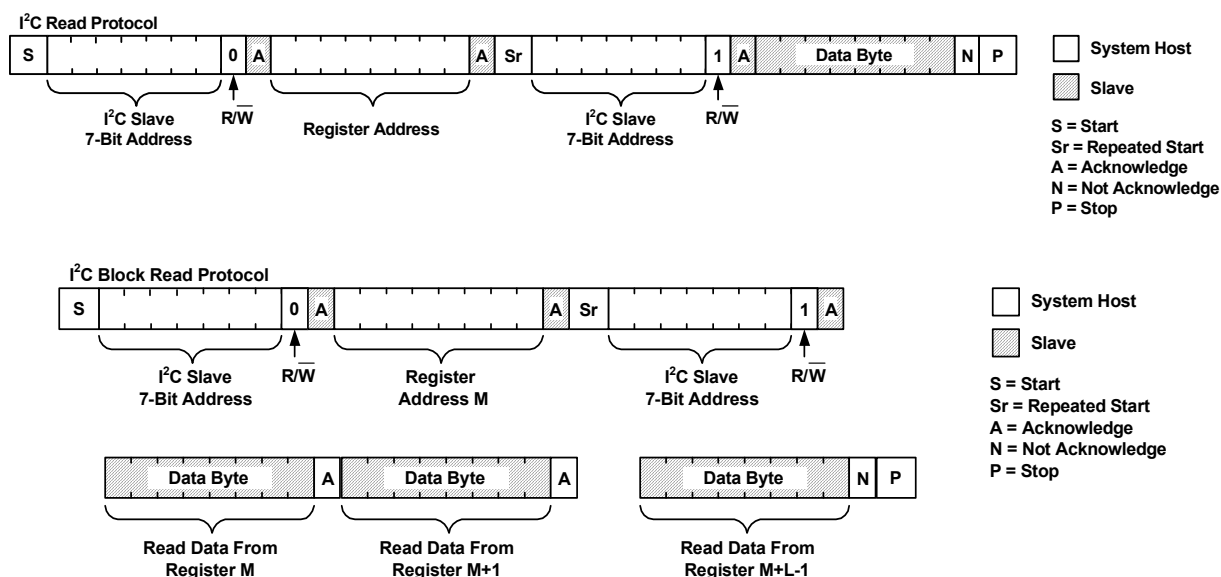 I²C Read Protocol
S 0 A A Sr 1 A Data Byte N P
I²C Slave
7-Bit Address
R/W̅
Register Address
I²C Slave
7-Bit Address
R/W̅
System Host
Slave
S = Start
Sr = Repeated Start
A = Acknowledge
N = Not Acknowledge
P = Stop
I²C Block Read Protocol
S 0 A A Sr 1 A
I²C Slave
7-Bit Address
R/W̅
Register
Address M
I²C Slave
7-Bit Address
R/W̅
System Host
Slave
S = Start
Sr = Repeated Start
A = Acknowledge
N = Not Acknowledge
P = Stop
Data Byte A Data Byte A Data Byte N P
Read Data From
Register M
Read Data From
Register M+1
Read Data From
Register M+L-1